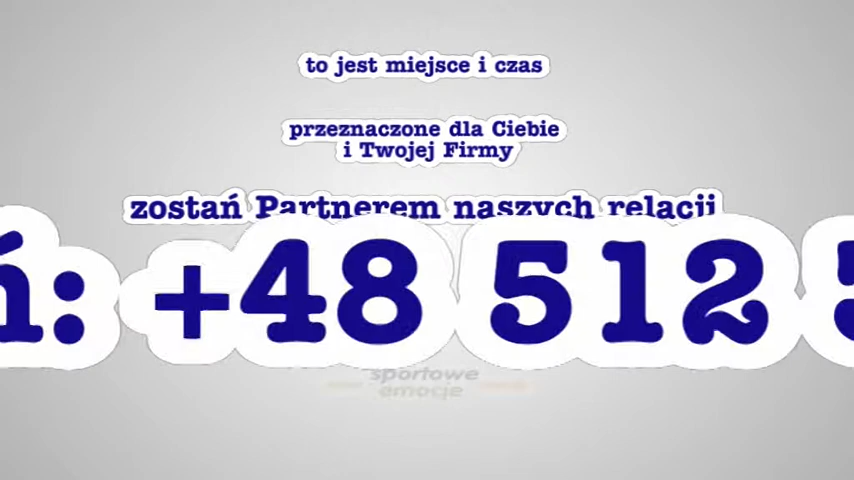 to jest miejsce i czas
przeznaczone dla Ciebie
i Twojej Firmy
zostań Partnerem naszych relacji
ń: +48 512
sportowe
emocje